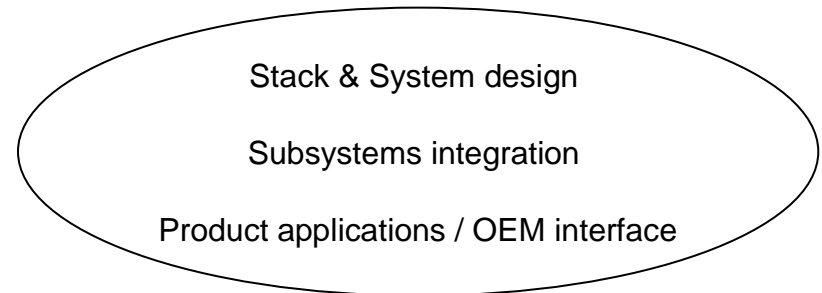 Stack & System design
Subsystems integration
Product applications / OEM interface